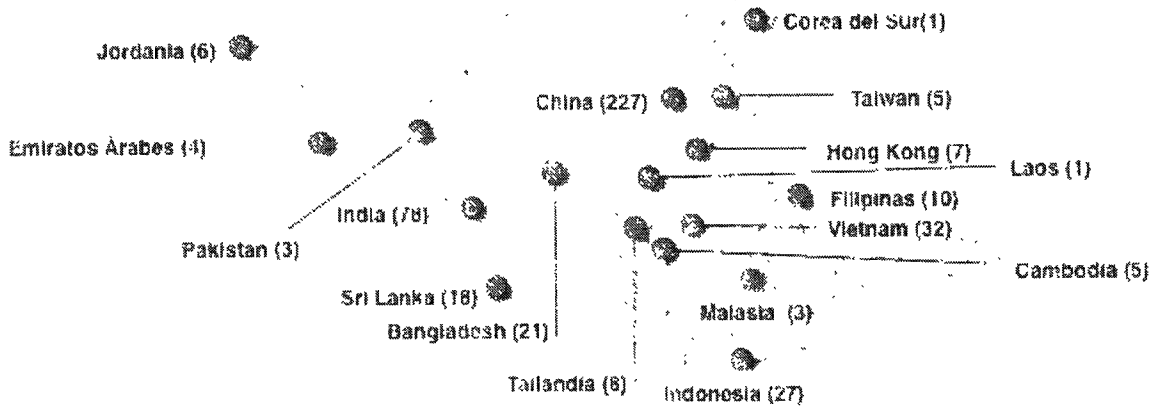 Corea del Sur(1)
Jordania (6)
China (227)
Taiwan (5)
Emiratos Árabes (4)
Hong Kong (7)
Laos (1)
Filipinas (10)
India (78)
Vietnam (32)
Pakistan (3)
Cambodia (5)
Sri Lanka (18)
Malasia (3)
Bangladesh (21)
Tailandia (8)
Indonesia (27)